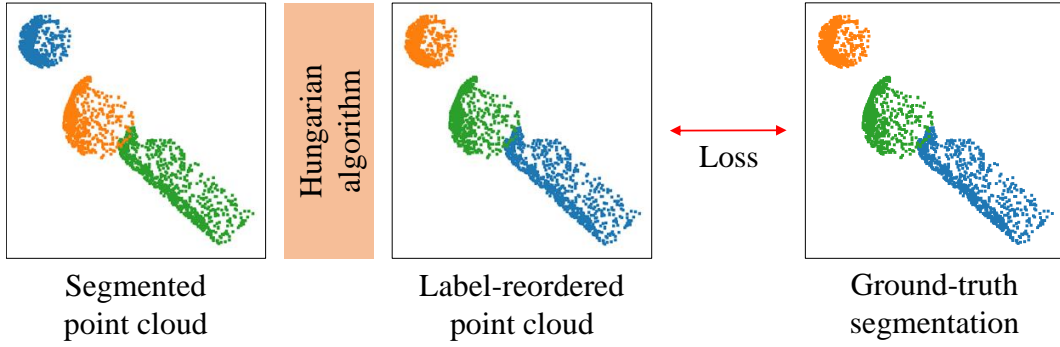 Hungarian
algorithm
Loss
Segmented
point cloud
Label-reordered
point cloud
Ground-truth
segmentation